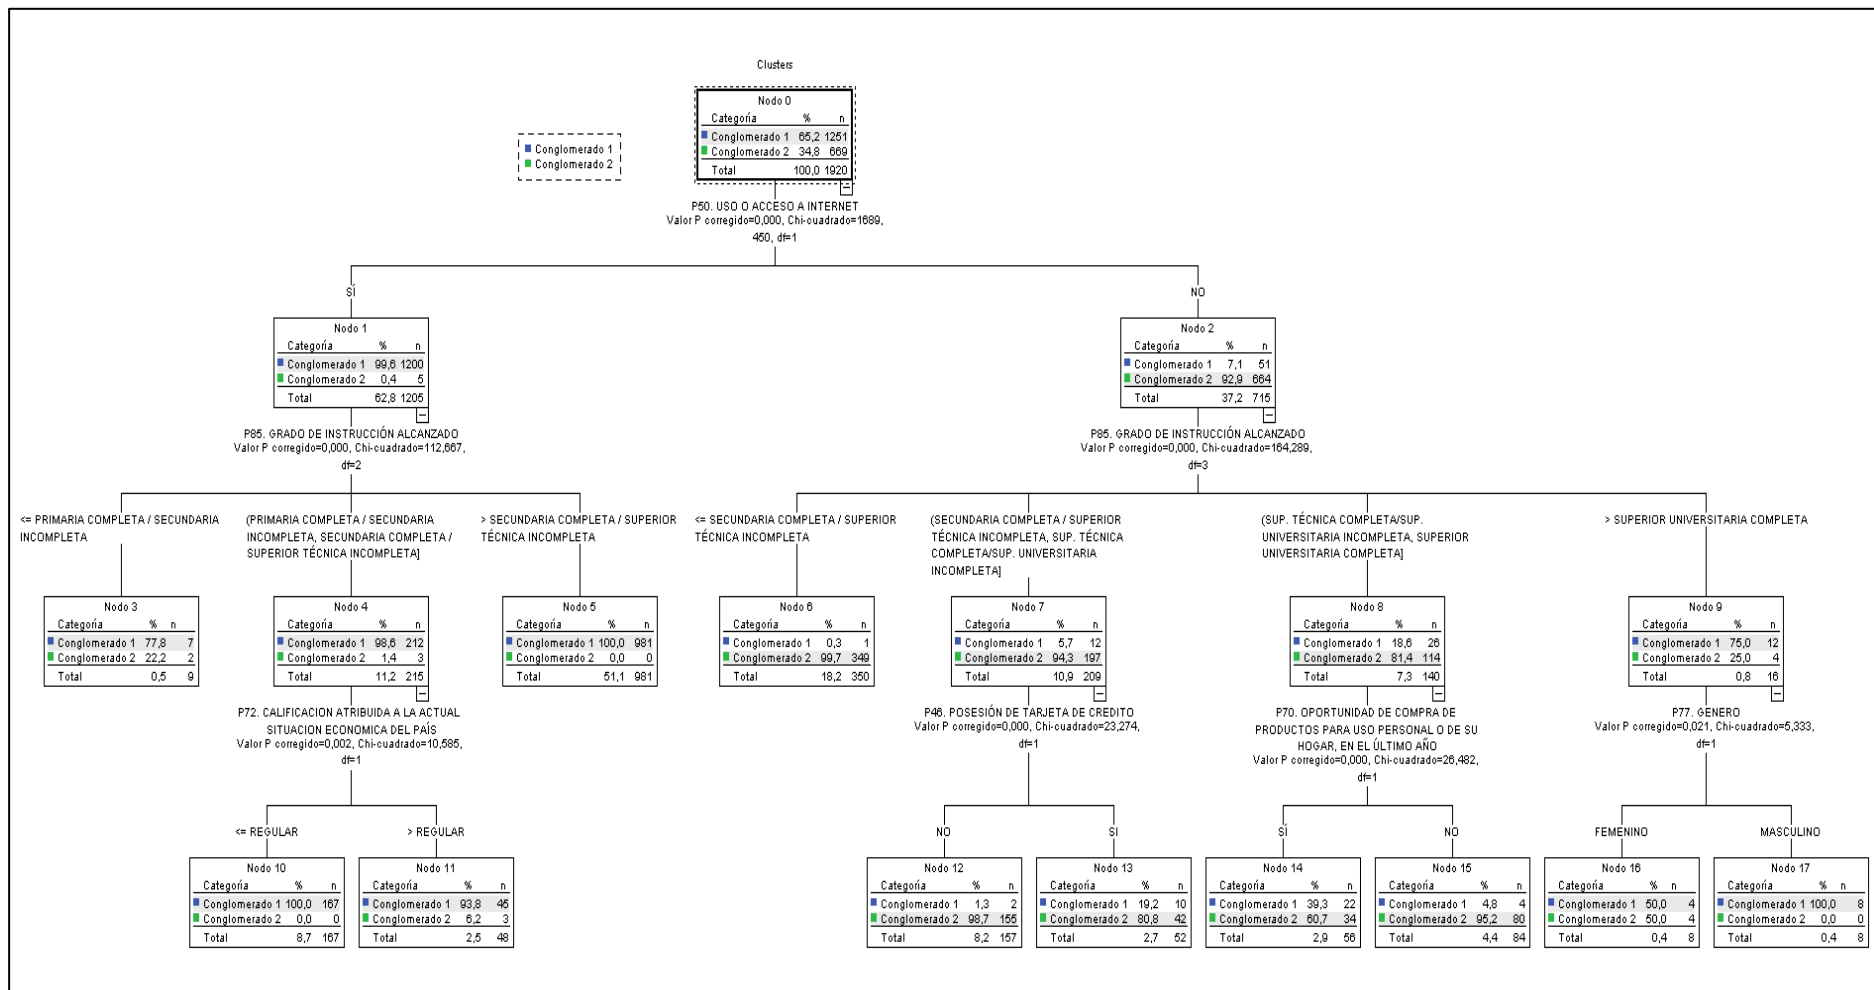 Clusters
Nodo 0
Categoría % n
Conglomerado 1 65,2 1251
Conglomerado 2 34,8 669
Total 100,0 1920
Conglomerado 1
Conglomerado 2
P50. USO O ACCESO A INTERNET
Valor P corregido=0,000, Chi-cuadrado=1689,
450, df=1
SÍ
NO
Nodo 1
Categoría % n
Conglomerado 1 99,6 1200
Conglomerado 2 0,4 5
Total 62,8 1205
Nodo 2
Categoría % n
Conglomerado 1 7,1 51
Conglomerado 2 92,9 664
Total 37,2 715
P85. GRADO DE INSTRUCCIÓN ALCANZADO
Valor P corregido=0,000, Chi-cuadrado=112,667,
df=2
P85. GRADO DE INSTRUCCIÓN ALCANZADO
Valor P corregido=0,000, Chi-cuadrado=164,289,
df=3
<= PRIMARIA COMPLETA / SECUNDARIA
INCOMPLETA
(PRIMARIA COMPLETA / SECUNDARIA
INCOMPLETA, SECUNDARIA COMPLETA /
SUPERIOR TÉCNICA INCOMPLETA]
> SECUNDARIA COMPLETA / SUPERIOR
TÉCNICA INCOMPLETA
<= SECUNDARIA COMPLETA / SUPERIOR
TÉCNICA INCOMPLETA
(SECUNDARIA COMPLETA / SUPERIOR
TÉCNICA INCOMPLETA, SUP. TÉCNICA
COMPLETA/SUP. UNIVERSITARIA
INCOMPLETA]
(SUP. TÉCNICA COMPLETA/SUP.
UNIVERSITARIA INCOMPLETA, SUPERIOR
UNIVERSITARIA COMPLETA]
> SUPERIOR UNIVERSITARIA COMPLETA
Nodo 3
Categoría % n
Conglomerado 1 77,8 7
Conglomerado 2 22,2 2
Total 0,5 9
Nodo 4
Categoría % n
Conglomerado 1 98,6 212
Conglomerado 2 1,4 3
Total 11,2 215
Nodo 5
Categoría % n
Conglomerado 1 100,0 981
Conglomerado 2 0,0 0
Total 51,1 981
Nodo 6
Categoría % n
Conglomerado 1 0,3 1
Conglomerado 2 99,7 349
Total 18,2 350
Nodo 7
Categoría % n
Conglomerado 1 5,7 12
Conglomerado 2 94,3 197
Total 10,9 209
Nodo 8
Categoría % n
Conglomerado 1 18,6 26
Conglomerado 2 81,4 114
Total 7,3 140
Nodo 9
Categoría % n
Conglomerado 1 75,0 12
Conglomerado 2 25,0 4
Total 0,8 16
P72. CALIFICACION ATRIBUIDA A LA ACTUAL
SITUACION ECONOMICA DEL PAÍS
Valor P corregido=0,002, Chi-cuadrado=10,585,
df=1
P46. POSESIÓN DE TARJETA DE CREDITO
Valor P corregido=0,000, Chi-cuadrado=23,274,
df=1
P70. OPORTUNIDAD DE COMPRA DE
PRODUCTOS PARA USO PERSONAL O DE SU
HOGAR, EN EL ÚLTIMO AÑO
Valor P corregido=0,000, Chi-cuadrado=26,482,
df=1
P77. GENERO
Valor P corregido=0,021, Chi-cuadrado=5,333,
df=1
<= REGULAR
> REGULAR
NO
SI
SÍ
NO
FEMENINO
MASCULINO
Nodo 10
Categoría % n
Conglomerado 1 100,0 167
Conglomerado 2 0,0 0
Total 8,7 167
Nodo 11
Categoría % n
Conglomerado 1 93,8 45
Conglomerado 2 6,2 3
Total 2,5 48
Nodo 12
Categoría % n
Conglomerado 1 1,3 2
Conglomerado 2 98,7 155
Total 8,2 157
Nodo 13
Categoría % n
Conglomerado 1 19,2 10
Conglomerado 2 80,8 42
Total 2,7 52
Nodo 14
Categoría % n
Conglomerado 1 39,3 22
Conglomerado 2 60,7 34
Total 2,9 56
Nodo 15
Categoría % n
Conglomerado 1 4,8 4
Conglomerado 2 95,2 80
Total 4,4 84
Nodo 16
Categoría % n
Conglomerado 1 50,0 4
Conglomerado 2 50,0 4
Total 0,4 8
Nodo 17
Categoría % n
Conglomerado 1 100,0 8
Conglomerado 2 0,0 0
Total 0,4 8